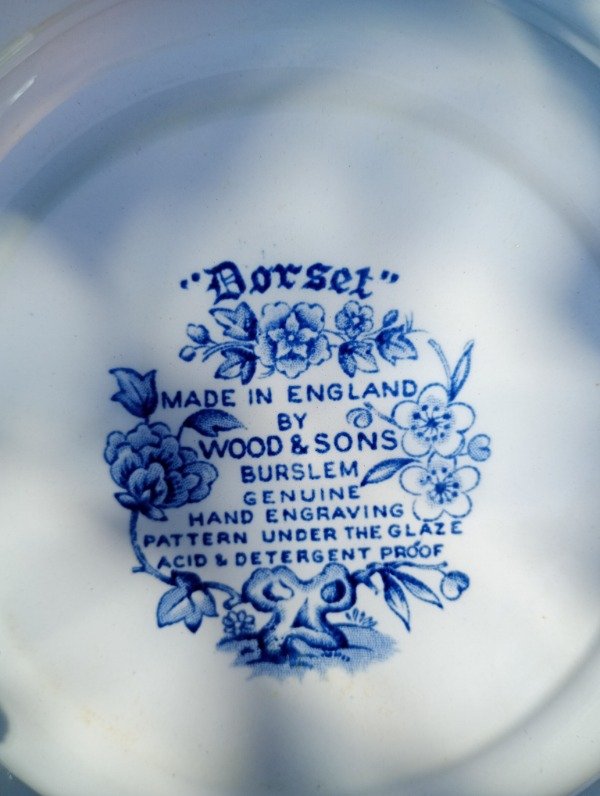 "Dorset"
MADE IN ENGLAND
BY
WOOD & SONS
BURSLEM
GENUINE
HAND ENGRAVING
PATTERN UNDER THE GLAZE
ACID & DETERGENT PROOF